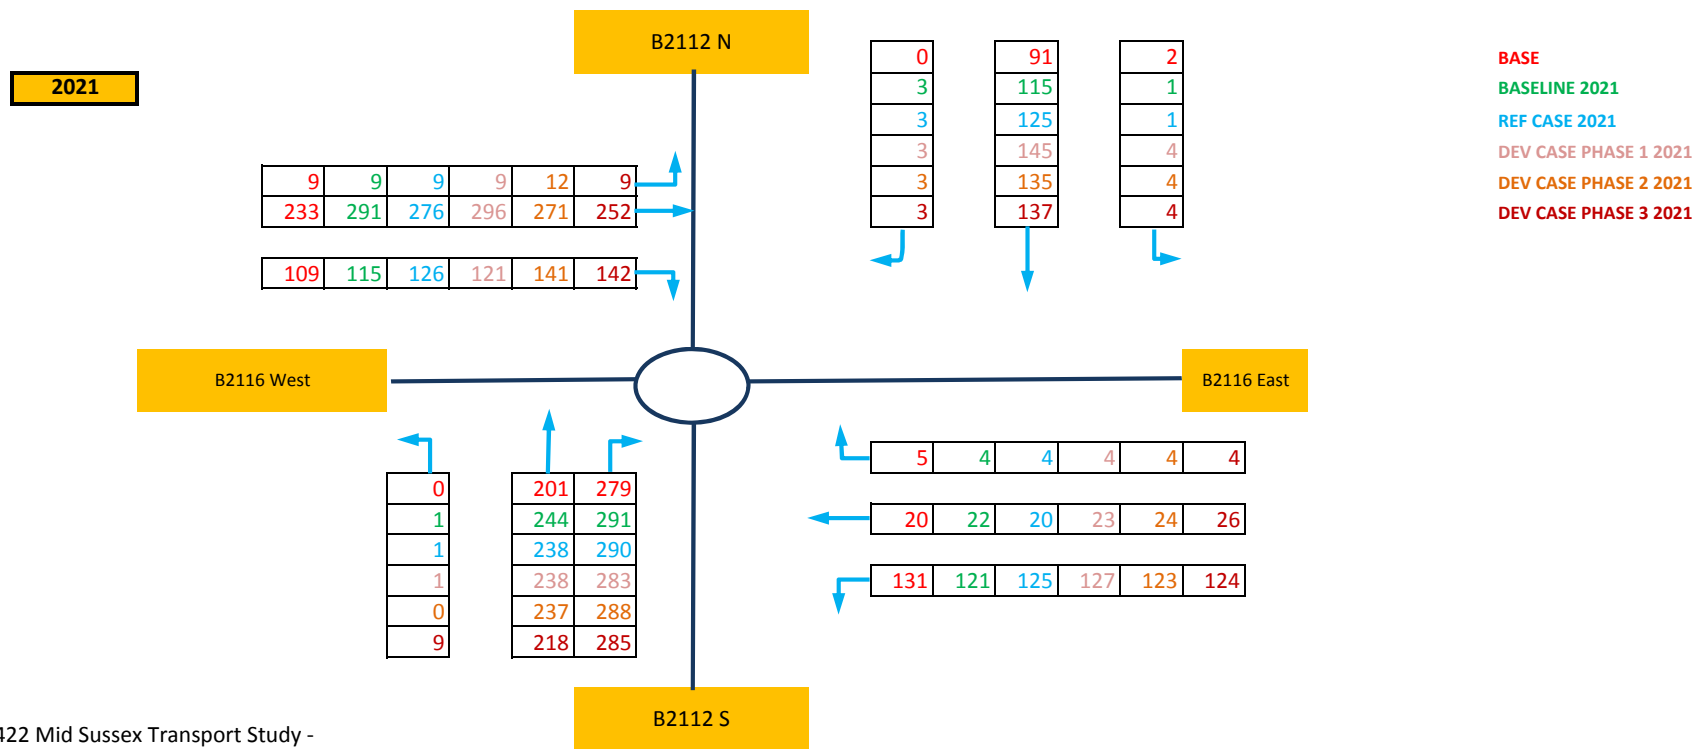 B2112 N
2021
0 91 2
3 115 1
3 125 1
3 145 4
3 135 4
3 137 4
BASE
BASELINE 2021
REF CASE 2021
DEV CASE PHASE 1 2021
DEV CASE PHASE 2 2021
DEV CASE PHASE 3 2021
9 9 9 9 12 9
233 291 276 296 271 252
109 115 126 121 141 142
B2116 West
B2116 East
0 201 279
1 244 291
1 238 290
1 238 283
0 237 288
9 218 285
5 4 4 4 4 4
20 22 20 23 24 26
131 121 125 127 123 124
B2112 S
422 Mid Sussex Transport Study -